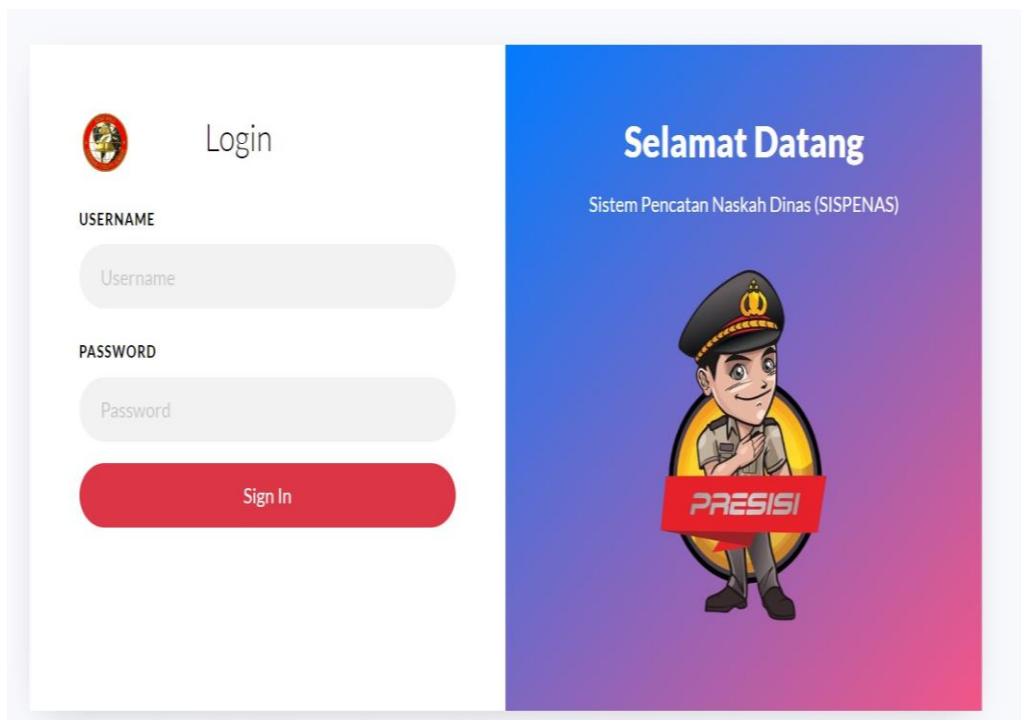 Login
USERNAME
Username
PASSWORD
Password
Sign In
Selamat Datang
Sistem Pencatan Naskah Dinas (SISPENAS)
PRESISI